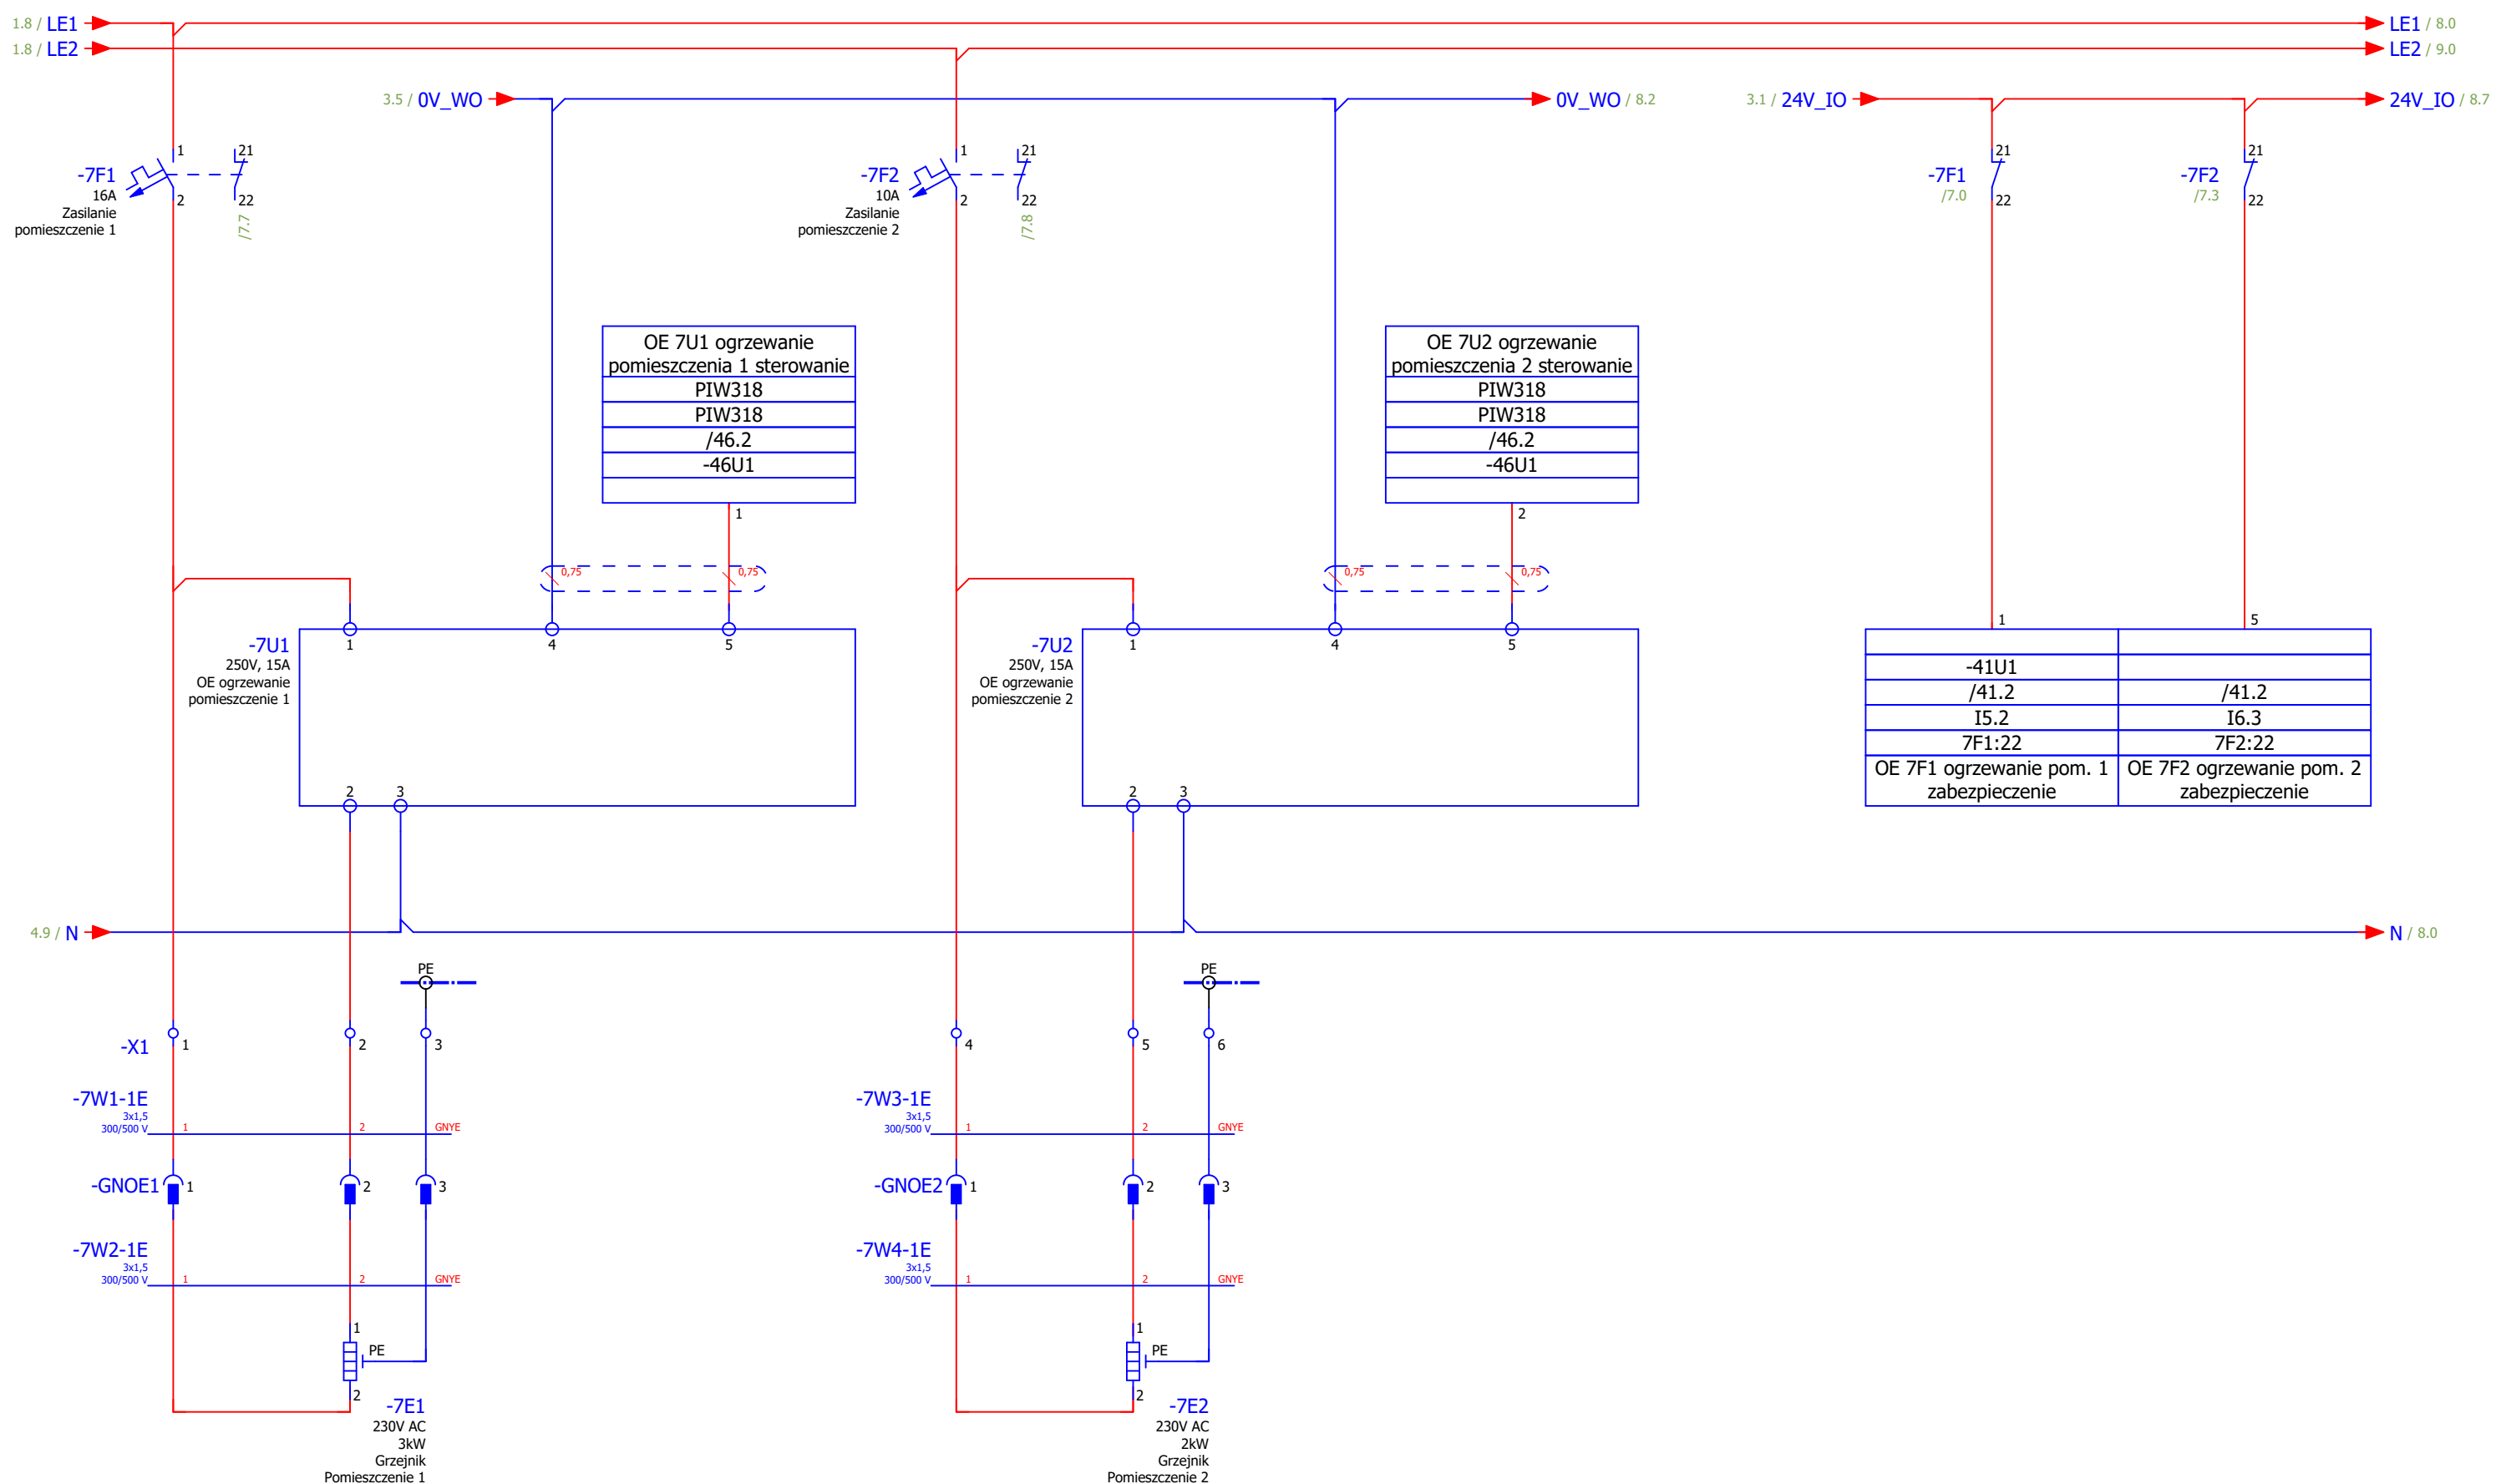 1.8 / LE1
LE1 / 8.0
1.8 / LE2
LE2 / 9.0
3.5 / 0V_WO
0V_WO / 8.2
3.1 / 24V_IO
24V_IO / 8.7
-7F1
16A
Zasilanie
pomieszczenie 1
1
2
21
22
/7.7
-7F2
10A
Zasilanie
pomieszczenie 2
1
2
21
22
/7.8
-7F1
/7.0
21
22
-7F2
/7.3
21
22
OE 7U1 ogrzewanie
pomieszczenia 1 sterowanie
PIW318
PIW318
/46.2
-46U1
1
OE 7U2 ogrzewanie
pomieszczenia 2 sterowanie
PIW318
PIW318
/46.2
-46U1
2
0,75
0,75
0,75
0,75
-7U1
250V, 15A
OE ogrzewanie
pomieszczenie 1
1
4
5
2
3
-7U2
250V, 15A
OE ogrzewanie
pomieszczenie 2
1
4
5
2
3
1
5
-41U1
/41.2
/41.2
I5.2
I6.3
7F1:22
7F2:22
OE 7F1 ogrzewanie pom. 1
zabezpieczenie
OE 7F2 ogrzewanie pom. 2
zabezpieczenie
4.9 / N
N / 8.0
PE
PE
-X1
1
2
3
4
5
6
-7W1-1E
3x1,5
300/500 V
1
2
GNYE
-7W3-1E
3x1,5
300/500 V
1
2
GNYE
-GNOE1
1
2
3
-GNOE2
1
2
3
-7W2-1E
3x1,5
300/500 V
1
2
GNYE
-7W4-1E
3x1,5
300/500 V
1
2
GNYE
1
PE
2
-7E1
230V AC
3kW
Grzejnik
Pomieszczenie 1
1
PE
2
-7E2
230V AC
2kW
Grzejnik
Pomieszczenie 2